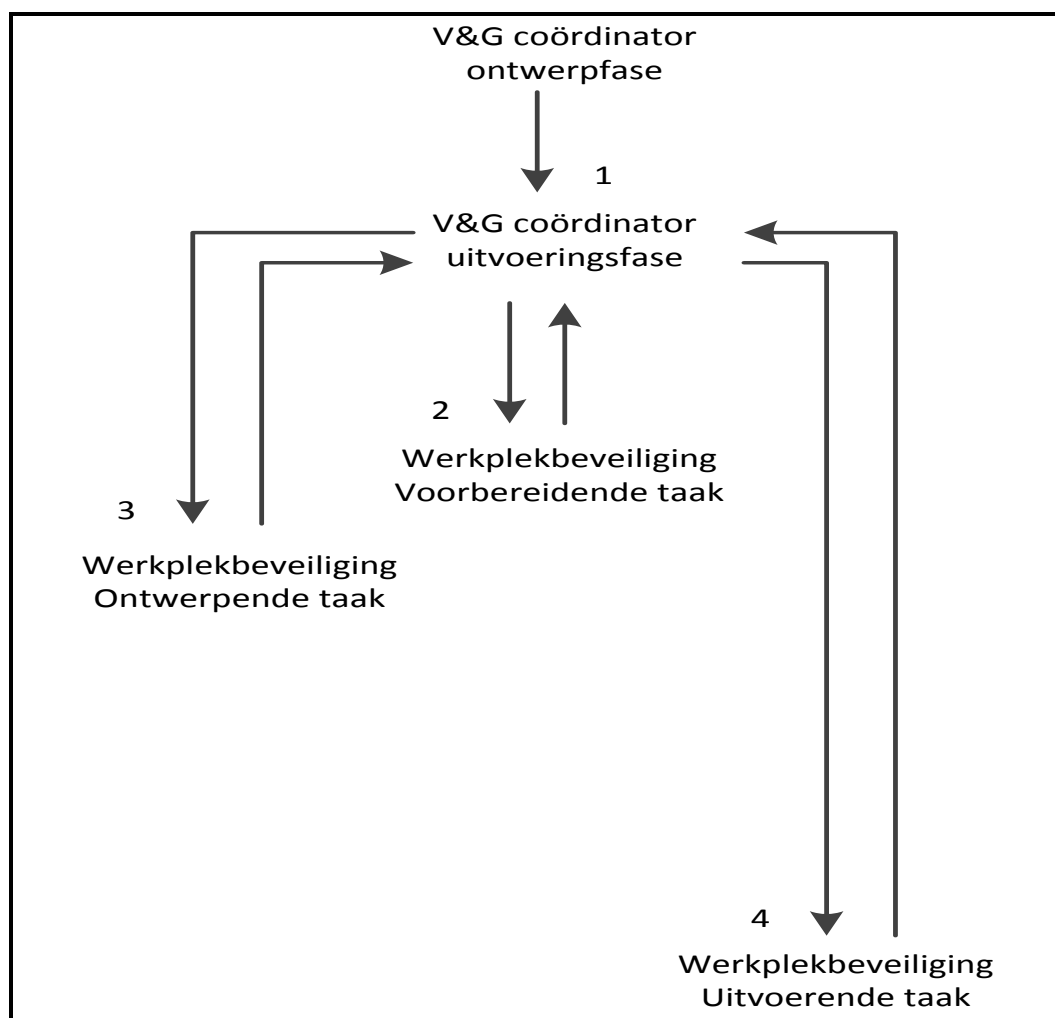 V&G coördinator
ontwerpfase
1
V&G coördinator
uitvoeringsfase
2
Werkplekbeveiliging
Voorbereidende taak
3
Werkplekbeveiliging
Ontwerpende taak
4
Werkplekbeveiliging
Uitvoerende taak